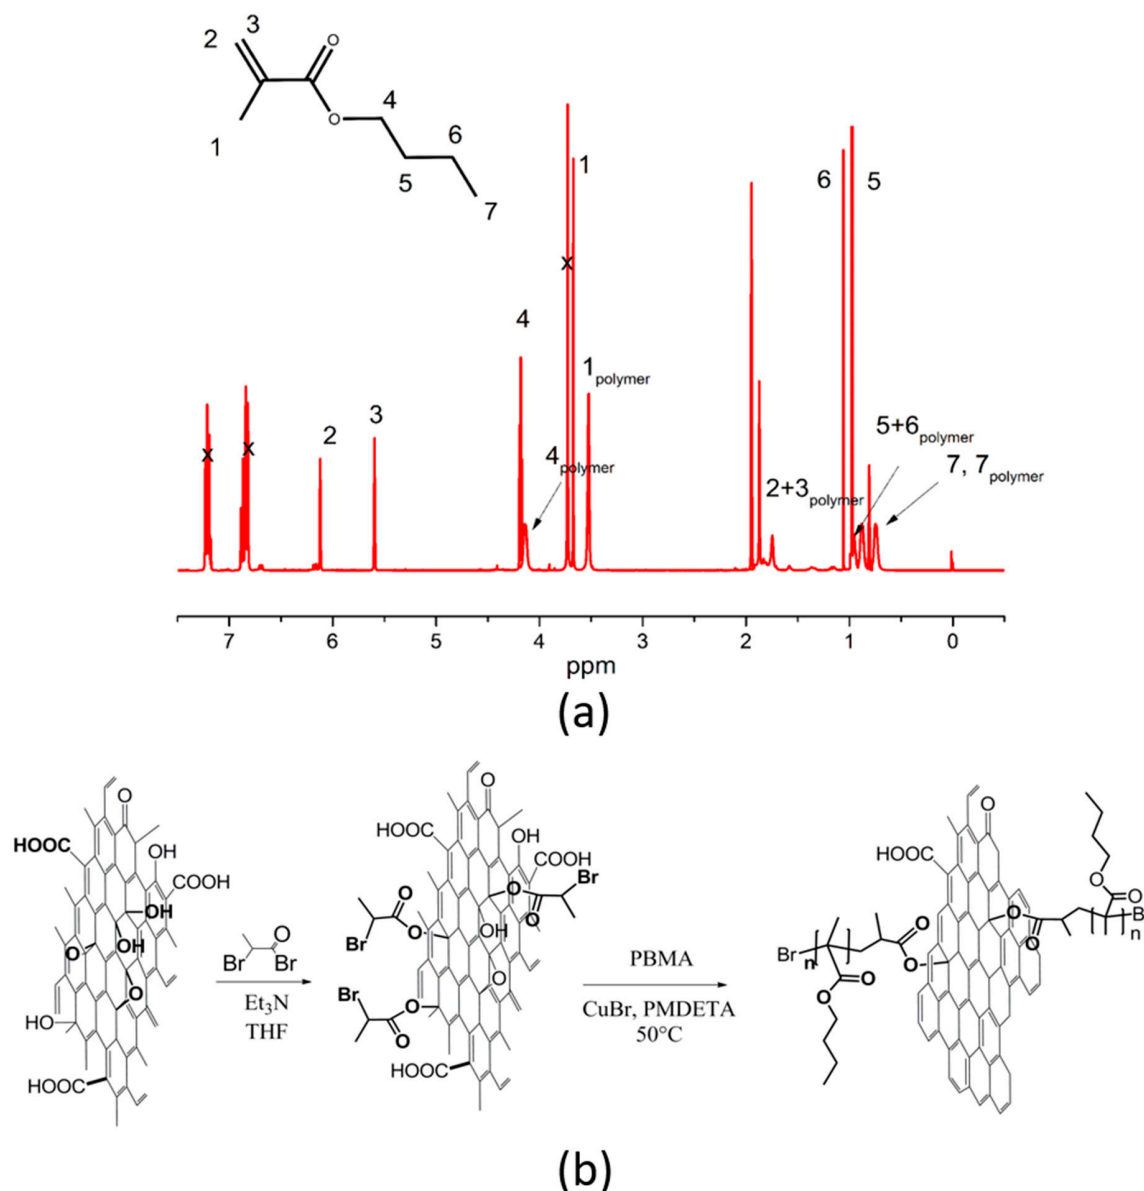 3
2
O
O
4
1
6
5
7
1
6
5
x
4
1polymer
2
3
4polymer
5+6polymer
7, 7polymer
2+3polymer
x
x
7
6
5
4
3
2
1
0
ppm
(a)
O
HOOC
OH
COOH
OH
OH
O
O
HO
HOOC
O
Br
Br
Et3N
THF
O
HOOC
OH
COOH
Br
O
O
O
OH
Br
O
Br
O
O
O
HOOC
PBMA
CuBr, PMDETA
50°C
O
HOOC
O
O
O
O
Br
n
Br
n
O
O
O
O
(b)